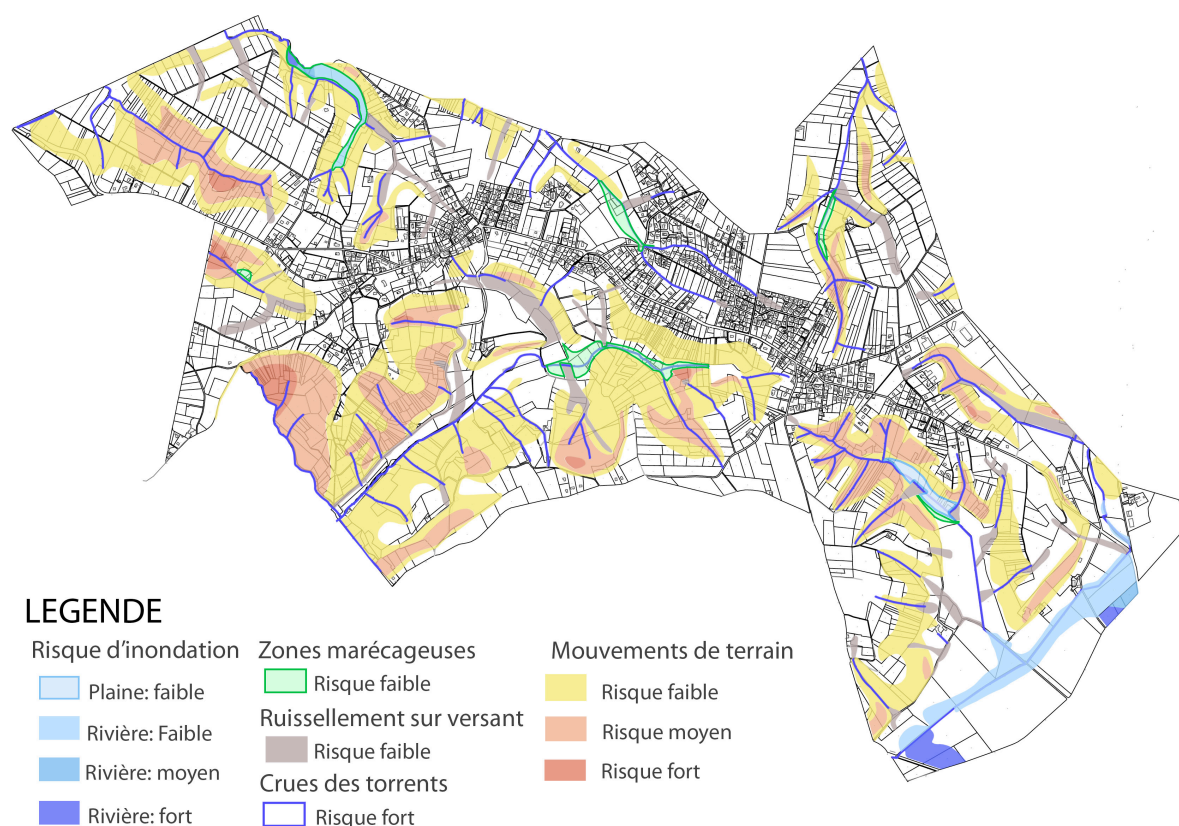 LEGENDE
Risque d'inondation
Plaine: faible
Rivière: Faible
Rivière: moyen
Rivière: fort
Zones marécageuses
Risque faible
Ruissellement sur versant
Risque faible
Crues des torrents
Risque fort
Mouvements de terrain
Risque faible
Risque moyen
Risque fort